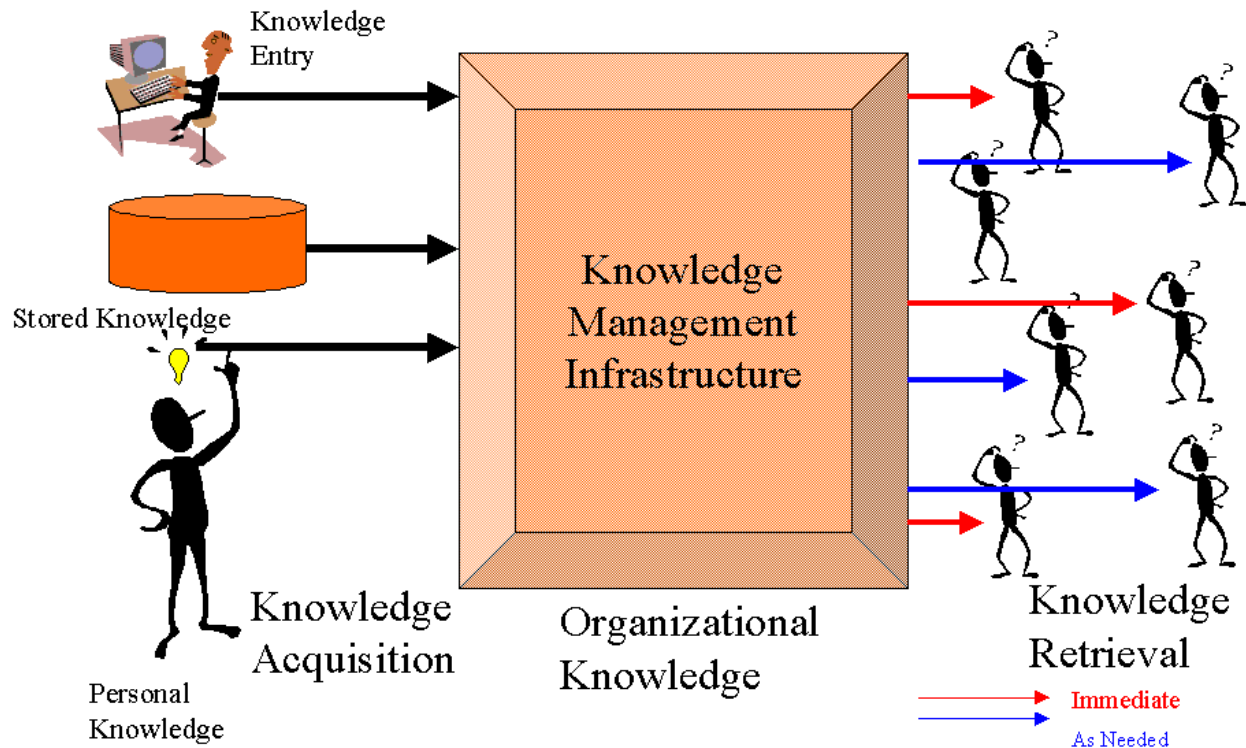 Knowledge
Entry
Stored Knowledge
Personal
Knowledge
Knowledge
Acquisition
Knowledge
Management
Infrastructure
Organizational
Knowledge
?
?
?
?
?
?
?
Knowledge
Retrieval
Immediate
As Needed